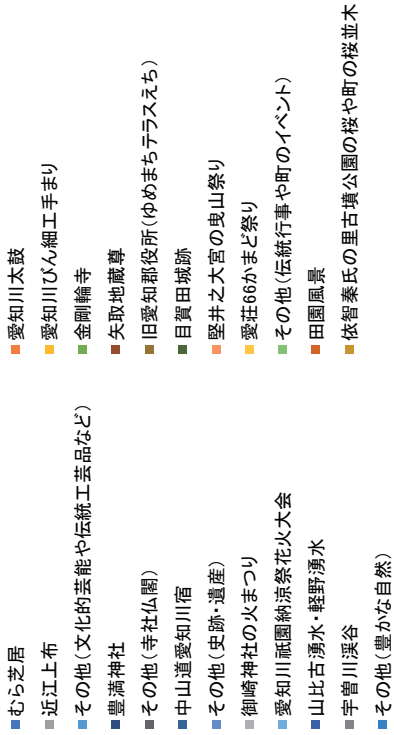 むら芝居
愛知川太鼓
近江上布
愛知川びん細工手まり
その他（文化的芸能や伝統工芸品など）
金剛輪寺
豊満神社
矢取地蔵尊
その他（寺社仏閣）
旧愛知郡役所（ゆめまちテラスえち）
中山道愛知川宿
目賀田城跡
その他（史跡・遺産）
堅井之大宮の曳山祭り
御崎神社の火まつり
愛荘66かまど祭り
愛知川祇園納涼祭花火大会
その他（伝統行事や町のイベント）
山比古湧水・軽野湧水
田園風景
宇曽川渓谷
依智秦氏の里古墳公園の桜や町の桜並木
その他（豊かな自然）